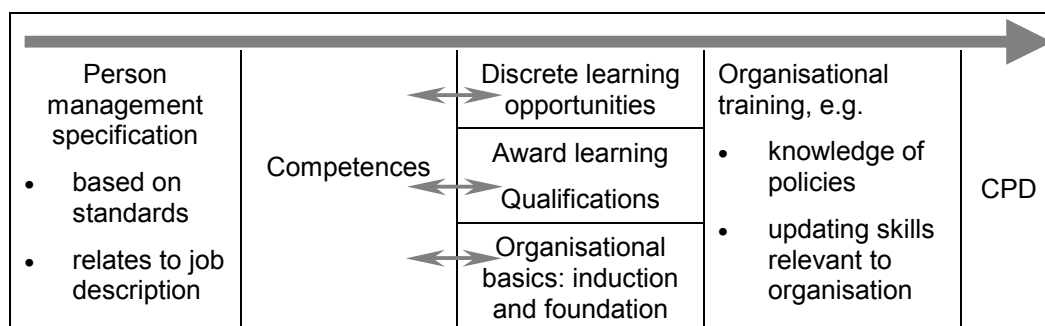 Person
management
specification
• based on
standards
• relates to job
description
Competences
Discrete learning
opportunities
Award learning
Qualifications
Organisational
basics: induction
and foundation
Organisational
training, e.g.
• knowledge of
policies
• updating skills
relevant to
organisation
CPD